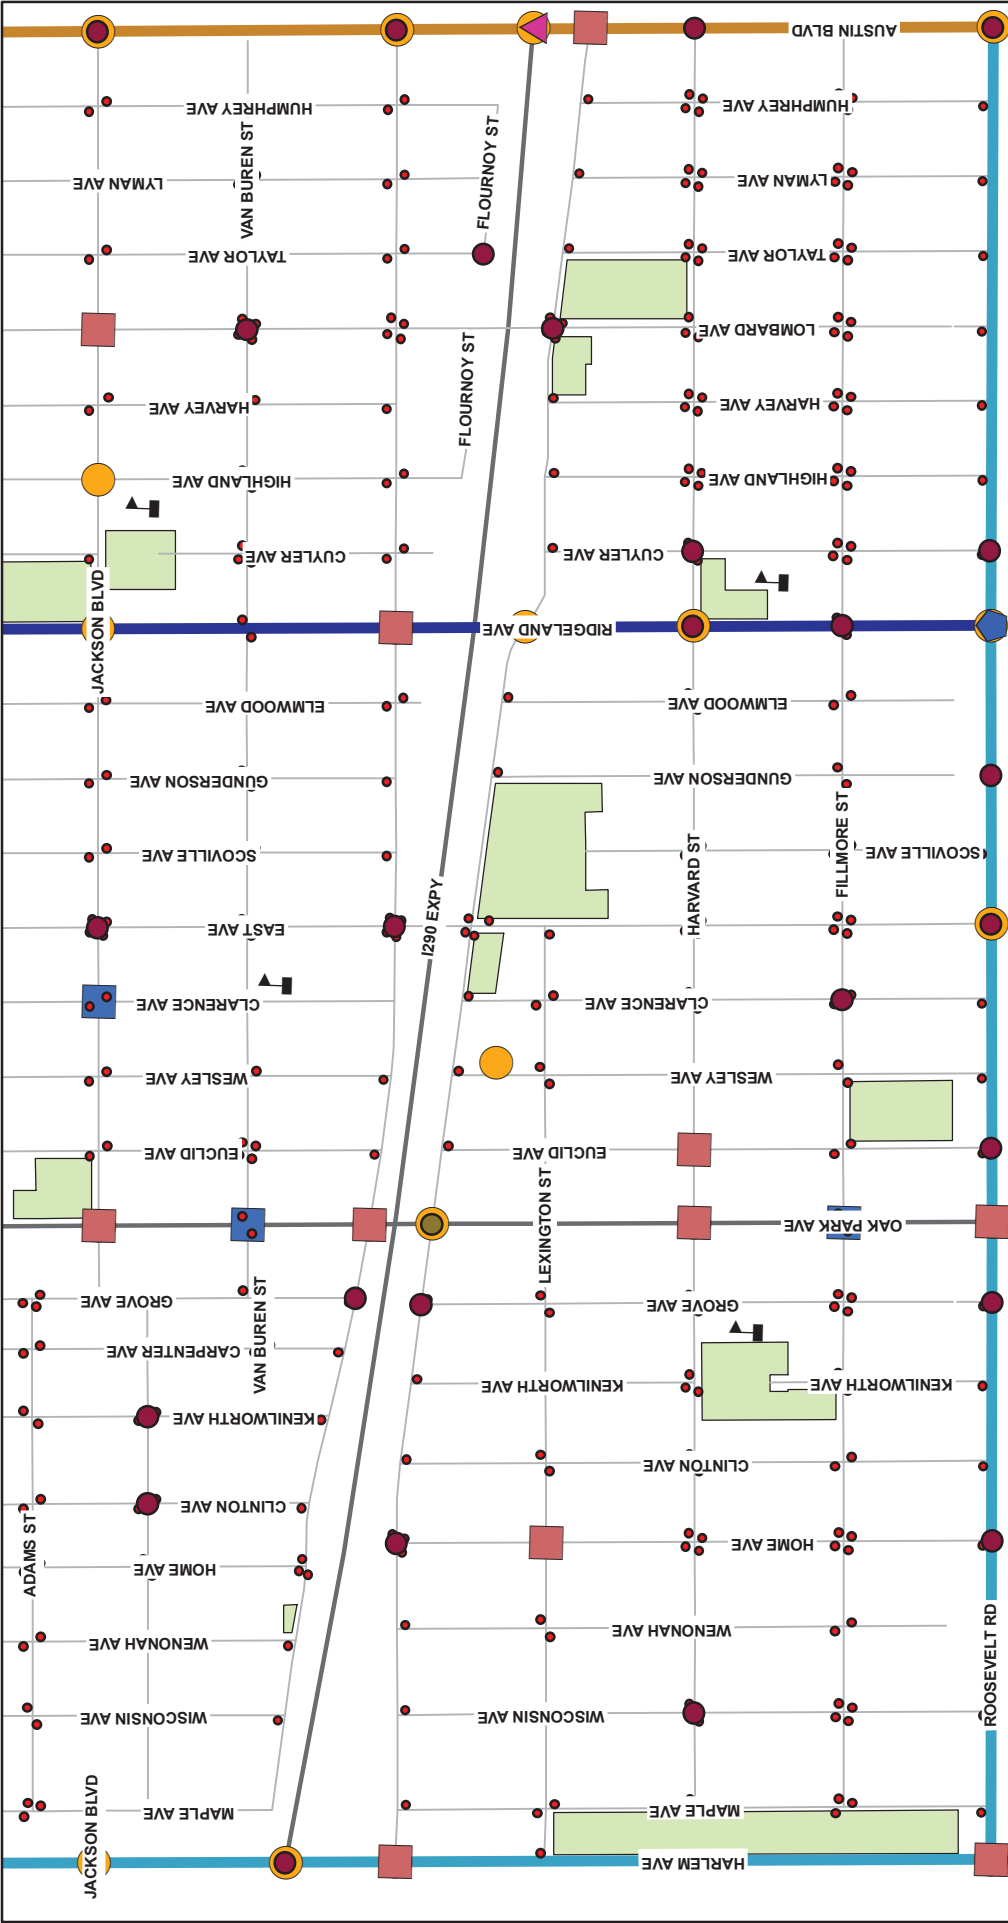 AUSTIN BLVD
HUMPHREY AVE
HUMPHREY AVE
FLOURNOY ST
VAN BUREN ST
LYMAN AVE
LYMAN AVE
TAYLOR AVE
TAYLOR AVE
LOMBARD AVE
FLOURNOY ST
HARVEY AVE
HARVEY AVE
HIGHLAND AVE
HIGHLAND AVE
CUYLER AVE
CUYLER AVE
JACKSON BLVD
RIDGELAND AVE
ELMWOOD AVE
ELMWOOD AVE
GUNDERSON AVE
GUNDERSON AVE
FILLMORE ST
SCOVILLE AVE
SCOVILLE AVE
HARVARD ST
I290 EXPY
EAST AVE
CLARENCE AVE
CLARENCE AVE
WESLEY AVE
WESLEY AVE
EUCLID AVE
EUCLID AVE
LEXINGTON ST
OAK PARK AVE
GROVE AVE
GROVE AVE
VAN BUREN ST
CARPENTER AVE
KENILWORTH AVE
KENILWORTH AVE
KENILWORTH AVE
CLINTON AVE
CLINTON AVE
ADAMS ST
HOME AVE
HOME AVE
WENONAH AVE
WENONAH AVE
ROOSEVELT RD
WISCONSIN AVE
WISCONSIN AVE
MAPLE AVE
MAPLE AVE
JACKSON BLVD
HARLEM AVE